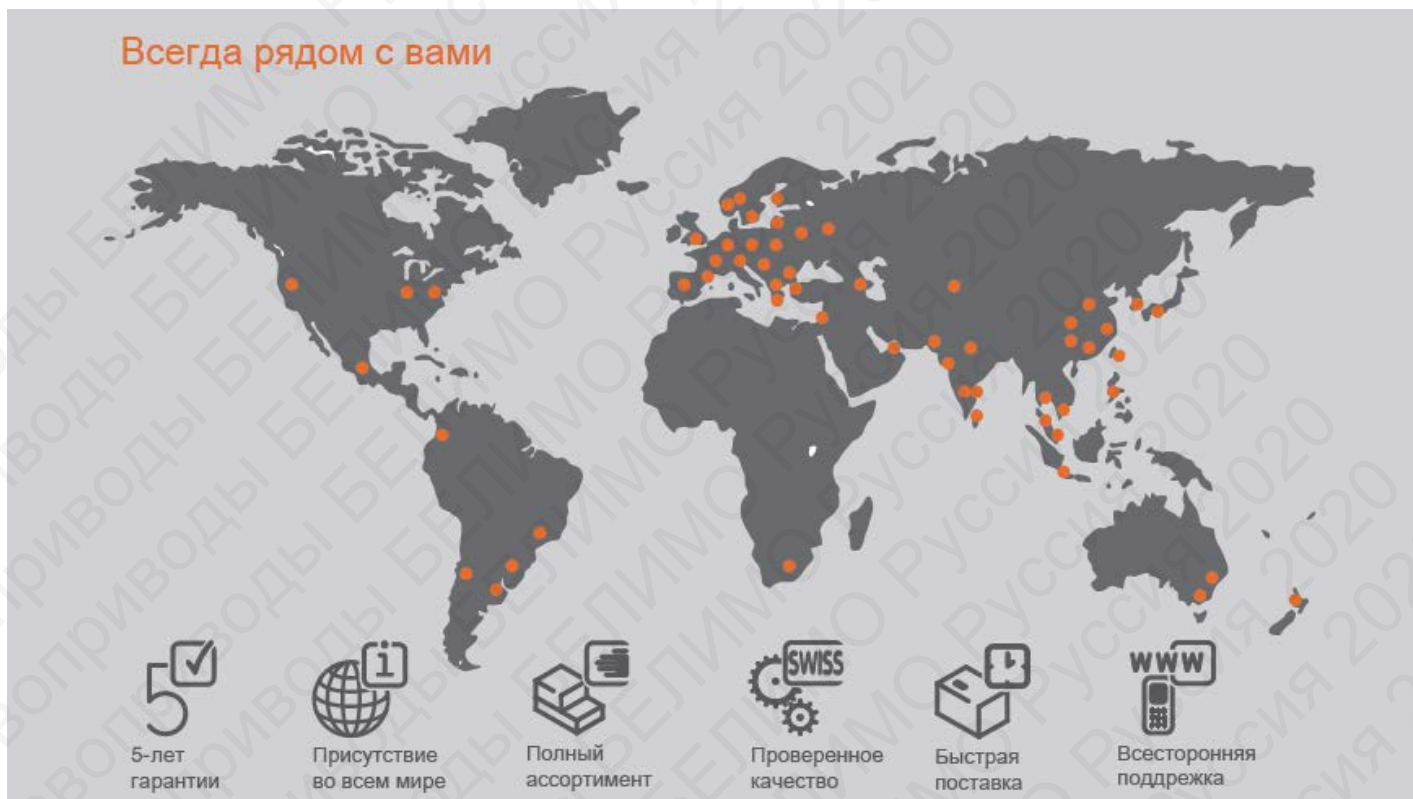 Всегда рядом с вами
SWISS
www
5-лет
гарантии
Присутствие
во всем мире
Полный
ассортимент
Проверенное
качество
Быстрая
поставка
Всесторонняя
поддрежка